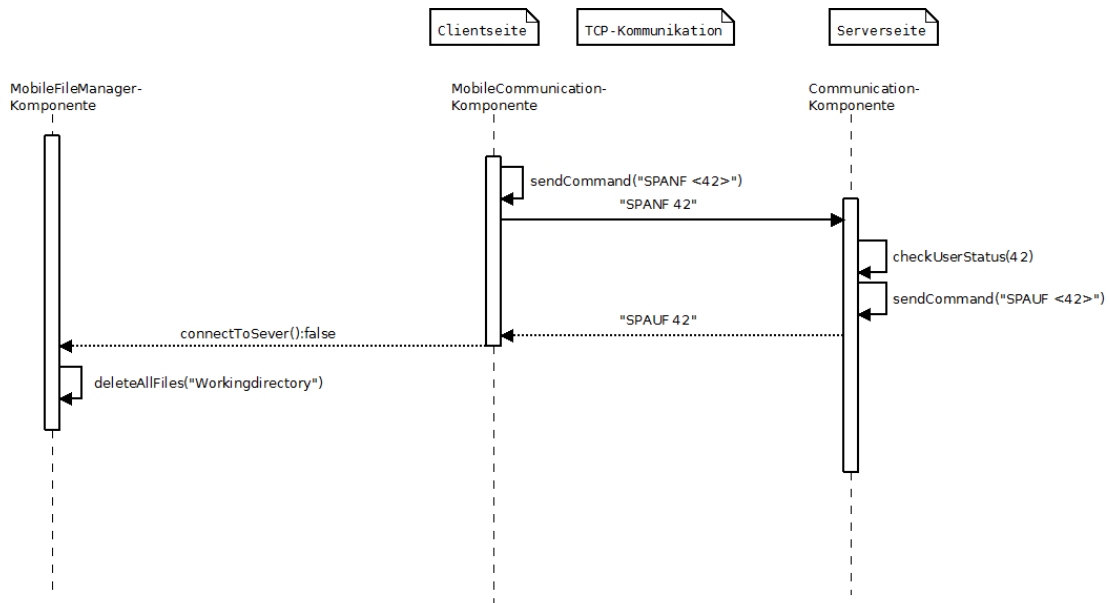 Clientseite
TCP-Kommunikation
Serverseite
MobileFileManager-
Komponente
MobileCommunication-
Komponente
Communication-
Komponente
sendCommand("SPANF <42>")
"SPANF 42"
checkUserStatus(42)
sendCommand("SPAUF <42>")
"SPAUF 42"
connectToSever():false
deleteAllFiles("Workingdirectory")